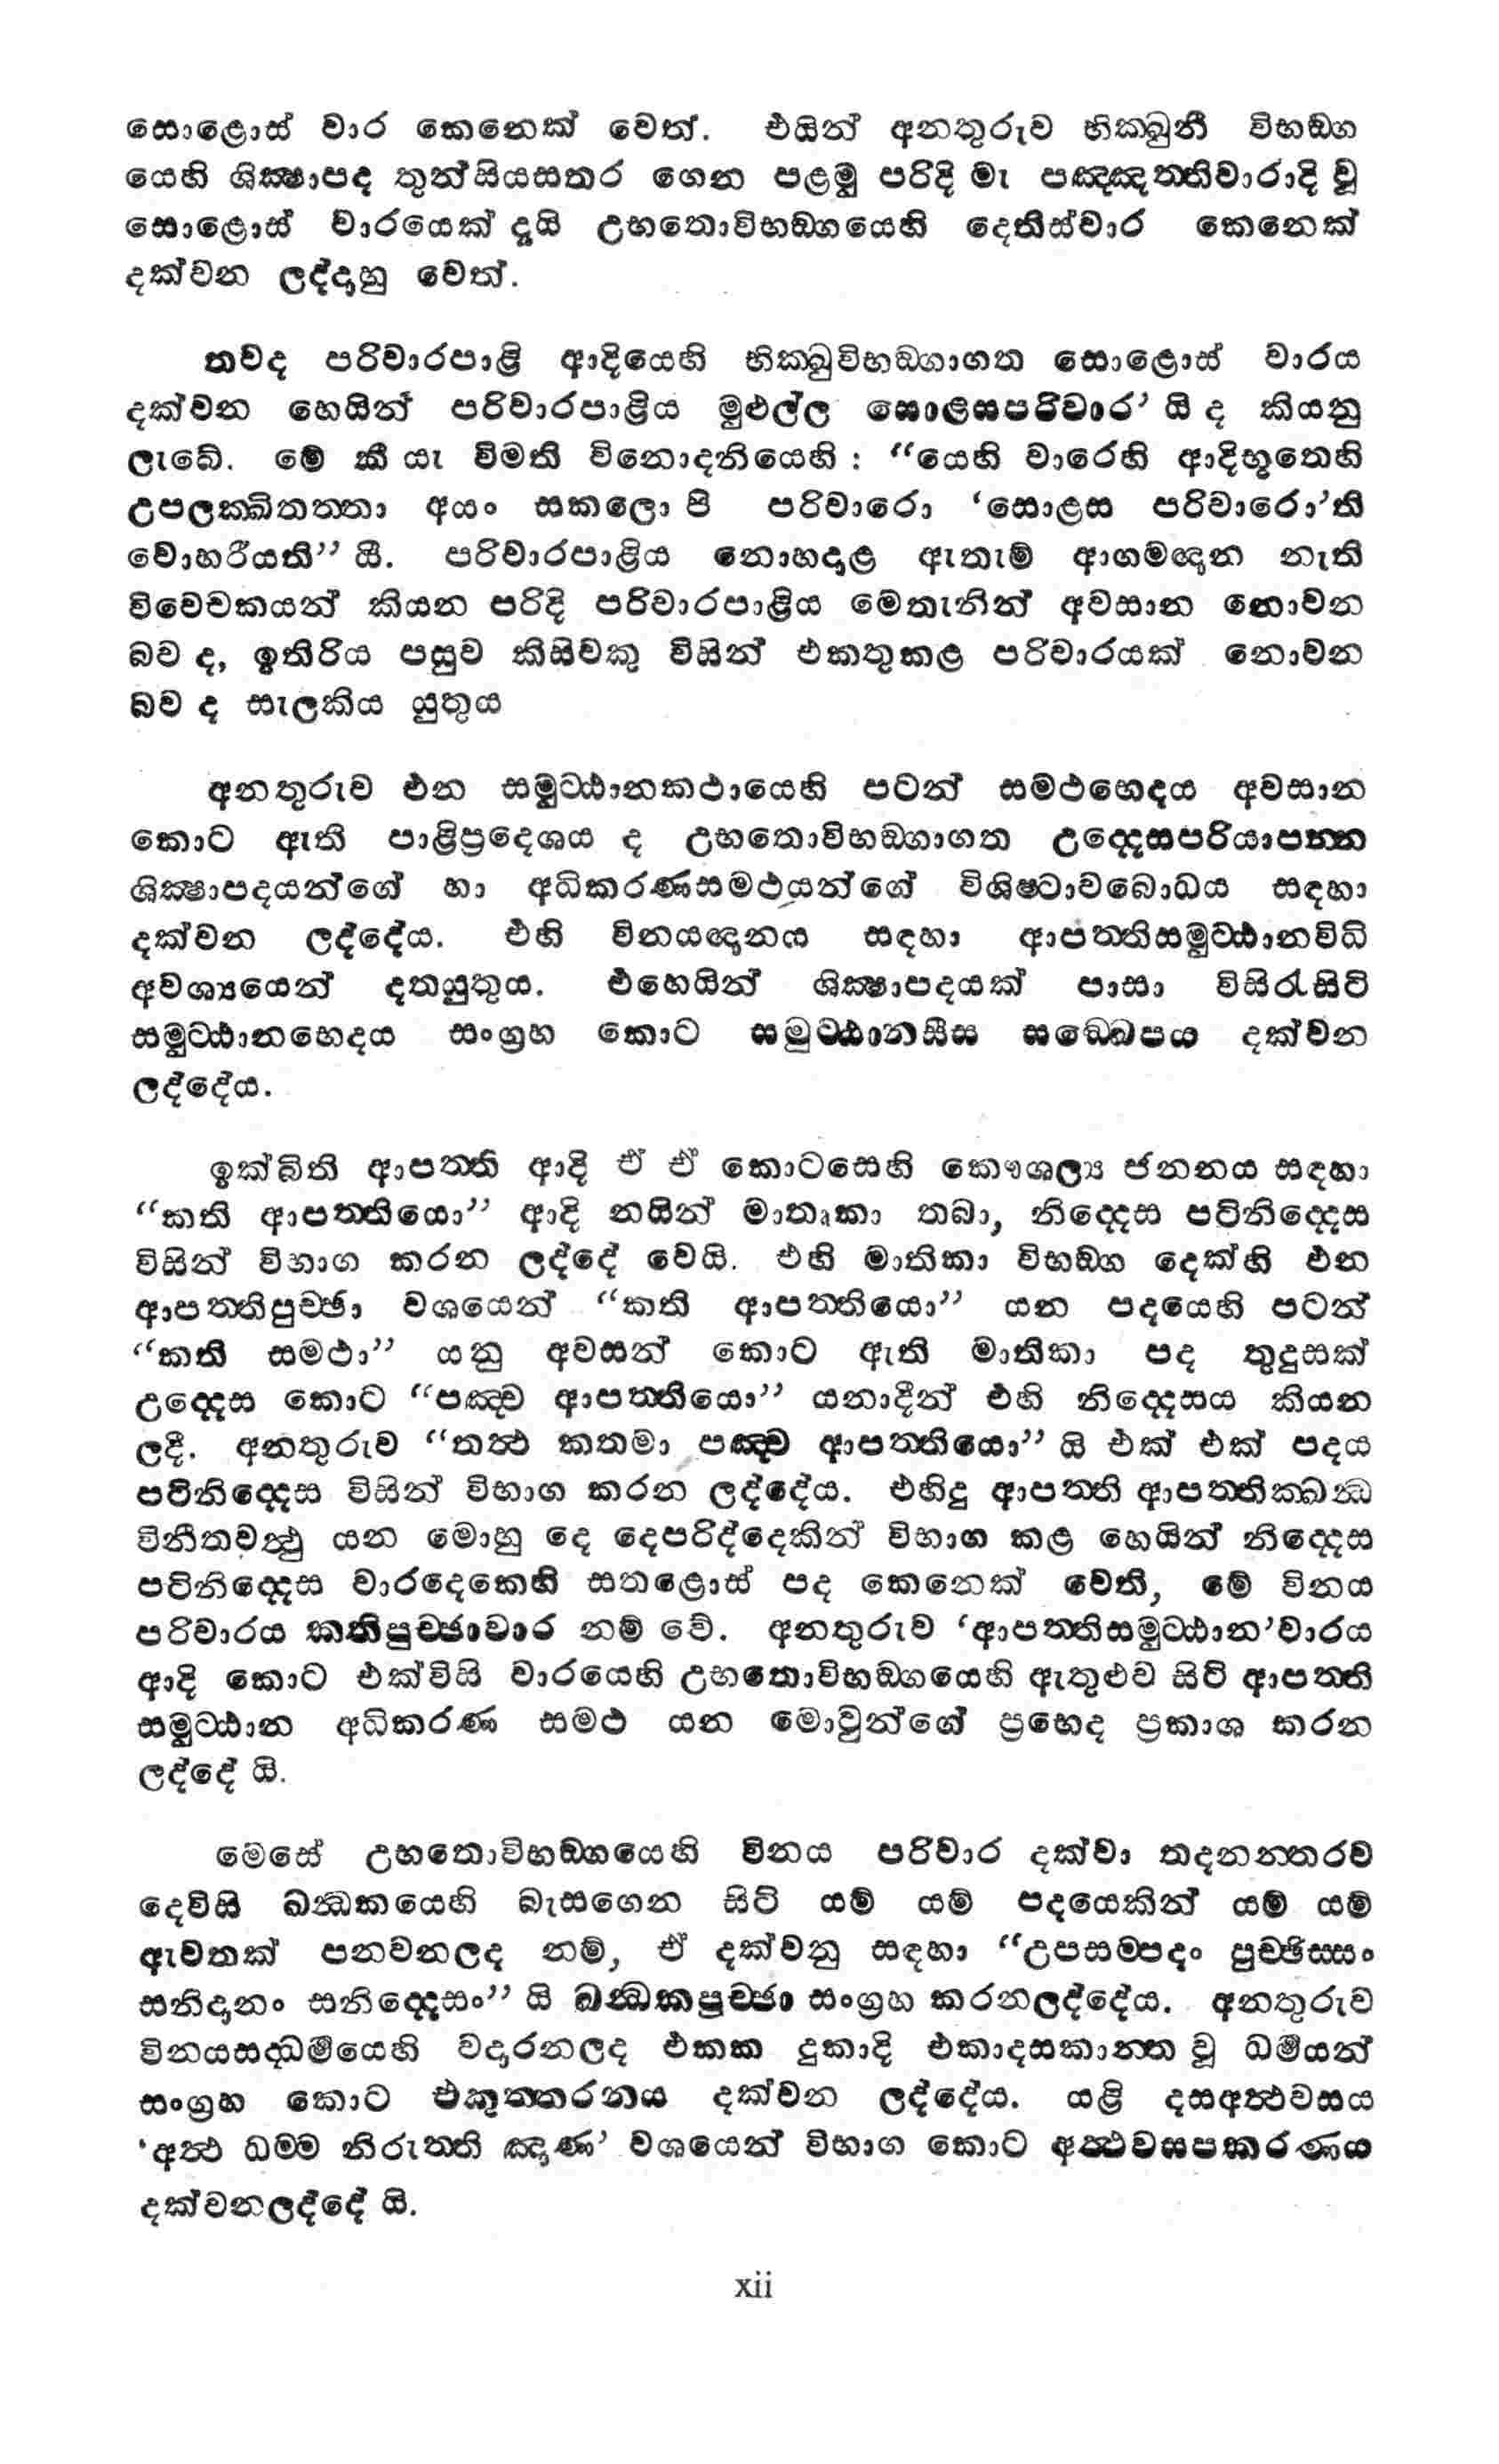 සොළොස් වාර කෙනෙක් වෙත්. එයින් අනතුරුව භික්ඛුනී විභඞ්ග
යෙහි ශික්ෂාපද තුන්සියසතර ගෙන පළමු පරිදි මැ පඤ්ඤත්තිවාරාදි වූ
සොළොස් වාරයෙක් දැයි උභතොවිභඞ්ගයෙහි දෙතිස්වාර කෙනෙක්
දක්වන ලද්දාහු වෙත්.
තවද පරිවාරපාළි ආදියෙහි භික්ඛුවිභඞ්ගාගත සොළොස් වාරය
දක්වන හෙයින් පරිවාරපාළිය මුළුල්ල සොළසපරිවාර’ යි ද කියනු
ලැබේ. මේ කී යැ විමති විනොදනියෙහි : “යෙහි වාරෙහි ආදිභූතෙහි
උපලක්ඛිතත්තා අයං සකලො පි පරිවාරො ‘සොළස පරිවාරො’ති
වොහරීයති” යී. පරිවාරපාළිය නොහදාළ ඇතැම් ආගමඥාන නැති
විවෙචකයන් කියන පරිදි පරිවාරපාළිය මෙතැනින් අවසාන නොවන
බව ද, ඉතිරිය පසුව කිසිවකු විසින් එකතුකළ පරිවාරයක් නොවන
බව ද සැලකිය යුතුය
අනතුරුව එන සමුට්ඨානකථායෙහි පටන් සමථභෙදය අවසාන
කොට ඇති පාළිප්‍රදෙශය ද උභතොවිභඞ්ගාගත උද්දෙසපරියාපන්න
ශික්ෂාපදයන්ගේ හා අධිකරණසමථයන්ගේ විශිෂ්ටාවබොධය සඳහා
දක්වන ලද්දේය. එහි විනයඥානය සඳහා ආපත්තිසමුට්ඨානවිධි
අවශ්‍යයෙන් දතයුතුය. එහෙයින් ශික්ෂාපදයක් පාසා විසිරැසිටි
සමුට්ඨානභෙදය සංග්‍රහ කොට සමුට්ඨානසීස සඞ්ඛෙපය දක්වන
ලද්දේය.
ඉක්බිති ආපත්ති ආදි ඒ ඒ කොටසෙහි කෞශල්‍ය ජනනය සඳහා
“කති ආපත්තියො” ආදි නයින් මාතෘකා තබා, නිද්දෙස පටිනිද්දෙස
විසින් විභාග කරන ලද්දේ වෙයි. එහි මාතිකා විභඞ්ග දෙක්හි එන
ආපත්තිපුච්ඡා වශයෙන් “කති ආපත්තියො” යන පදයෙහි පටන්
“කති සමථා” යනු අවසන් කොට ඇති මාතිකා පද තුදුසක්
උද්දෙස කොට “පඤ්ච ආපත්තියො” යනාදීන් එහි නිද්දෙසය කියන
ලදී. අනතුරුව “තත්ථ කතමා පඤ්ච ආපත්තියො” යි එක් එක් පදය
පටිනිද්දෙස විසින් විභාග කරන ලද්දේය. එහිදු ආපත්ති ආපත්තික්ඛන්ධ
විනීතවත්ථු යන මොහු දෙ දෙපරිද්දෙකින් විභාග කළ හෙයින් නිද්දෙස
පටිනිද්දෙස වාරදෙකෙහි සතළොස් පද කෙනෙක් වෙති, මේ විනය
පරිවාරය කතිපුච්ඡාවාර නම් වේ. අනතුරුව ‘ආපත්තිසමුට්ඨාන’වාරය
ආදි කොට එක්විසි වාරයෙහි උභතොවිභඞ්ගයෙහි ඇතුළුව සිටි ආපත්ති
සමුට්ඨාන අධිකරණ සමථ යන මොවුන්ගේ ප්‍රභෙද ප්‍රකාශ කරන
ලද්දේ යි.
මෙසේ උභතොවිභඞ්ගයෙහි විනය පරිවාර දක්වා තදනන්තරව
දෙවිසි ඛන්ධකයෙහි බැසගෙන සිටි යම් යම් පදයෙකින් යම් යම්
ඇවතක් පනවනලද නම්, ඒ දක්වනු සඳහා “උපසම්පදං පුච්ඡිස්සං
සනිදානං සනිද්දෙසං” යි ඛන්ධකපුච්ඡා සංග්‍රහ කරනලද්දේය. අනතුරුව
විනයසද්ධර්මයෙහි වදාරනලද එකක දුකාදි එකාදසකාන්ත වූ ධර්මයන්
සංග්‍රහ කොට එකුත්තරනය දක්වන ලද්දේය. යළි දසඅත්ථවසය
‘අත්ථ ධම්ම නිරුත්ති ඤාණ’ වශයෙන් විභාග කොට අත්ථවසපකරණය
දක්වනලද්දේ යි.
xii